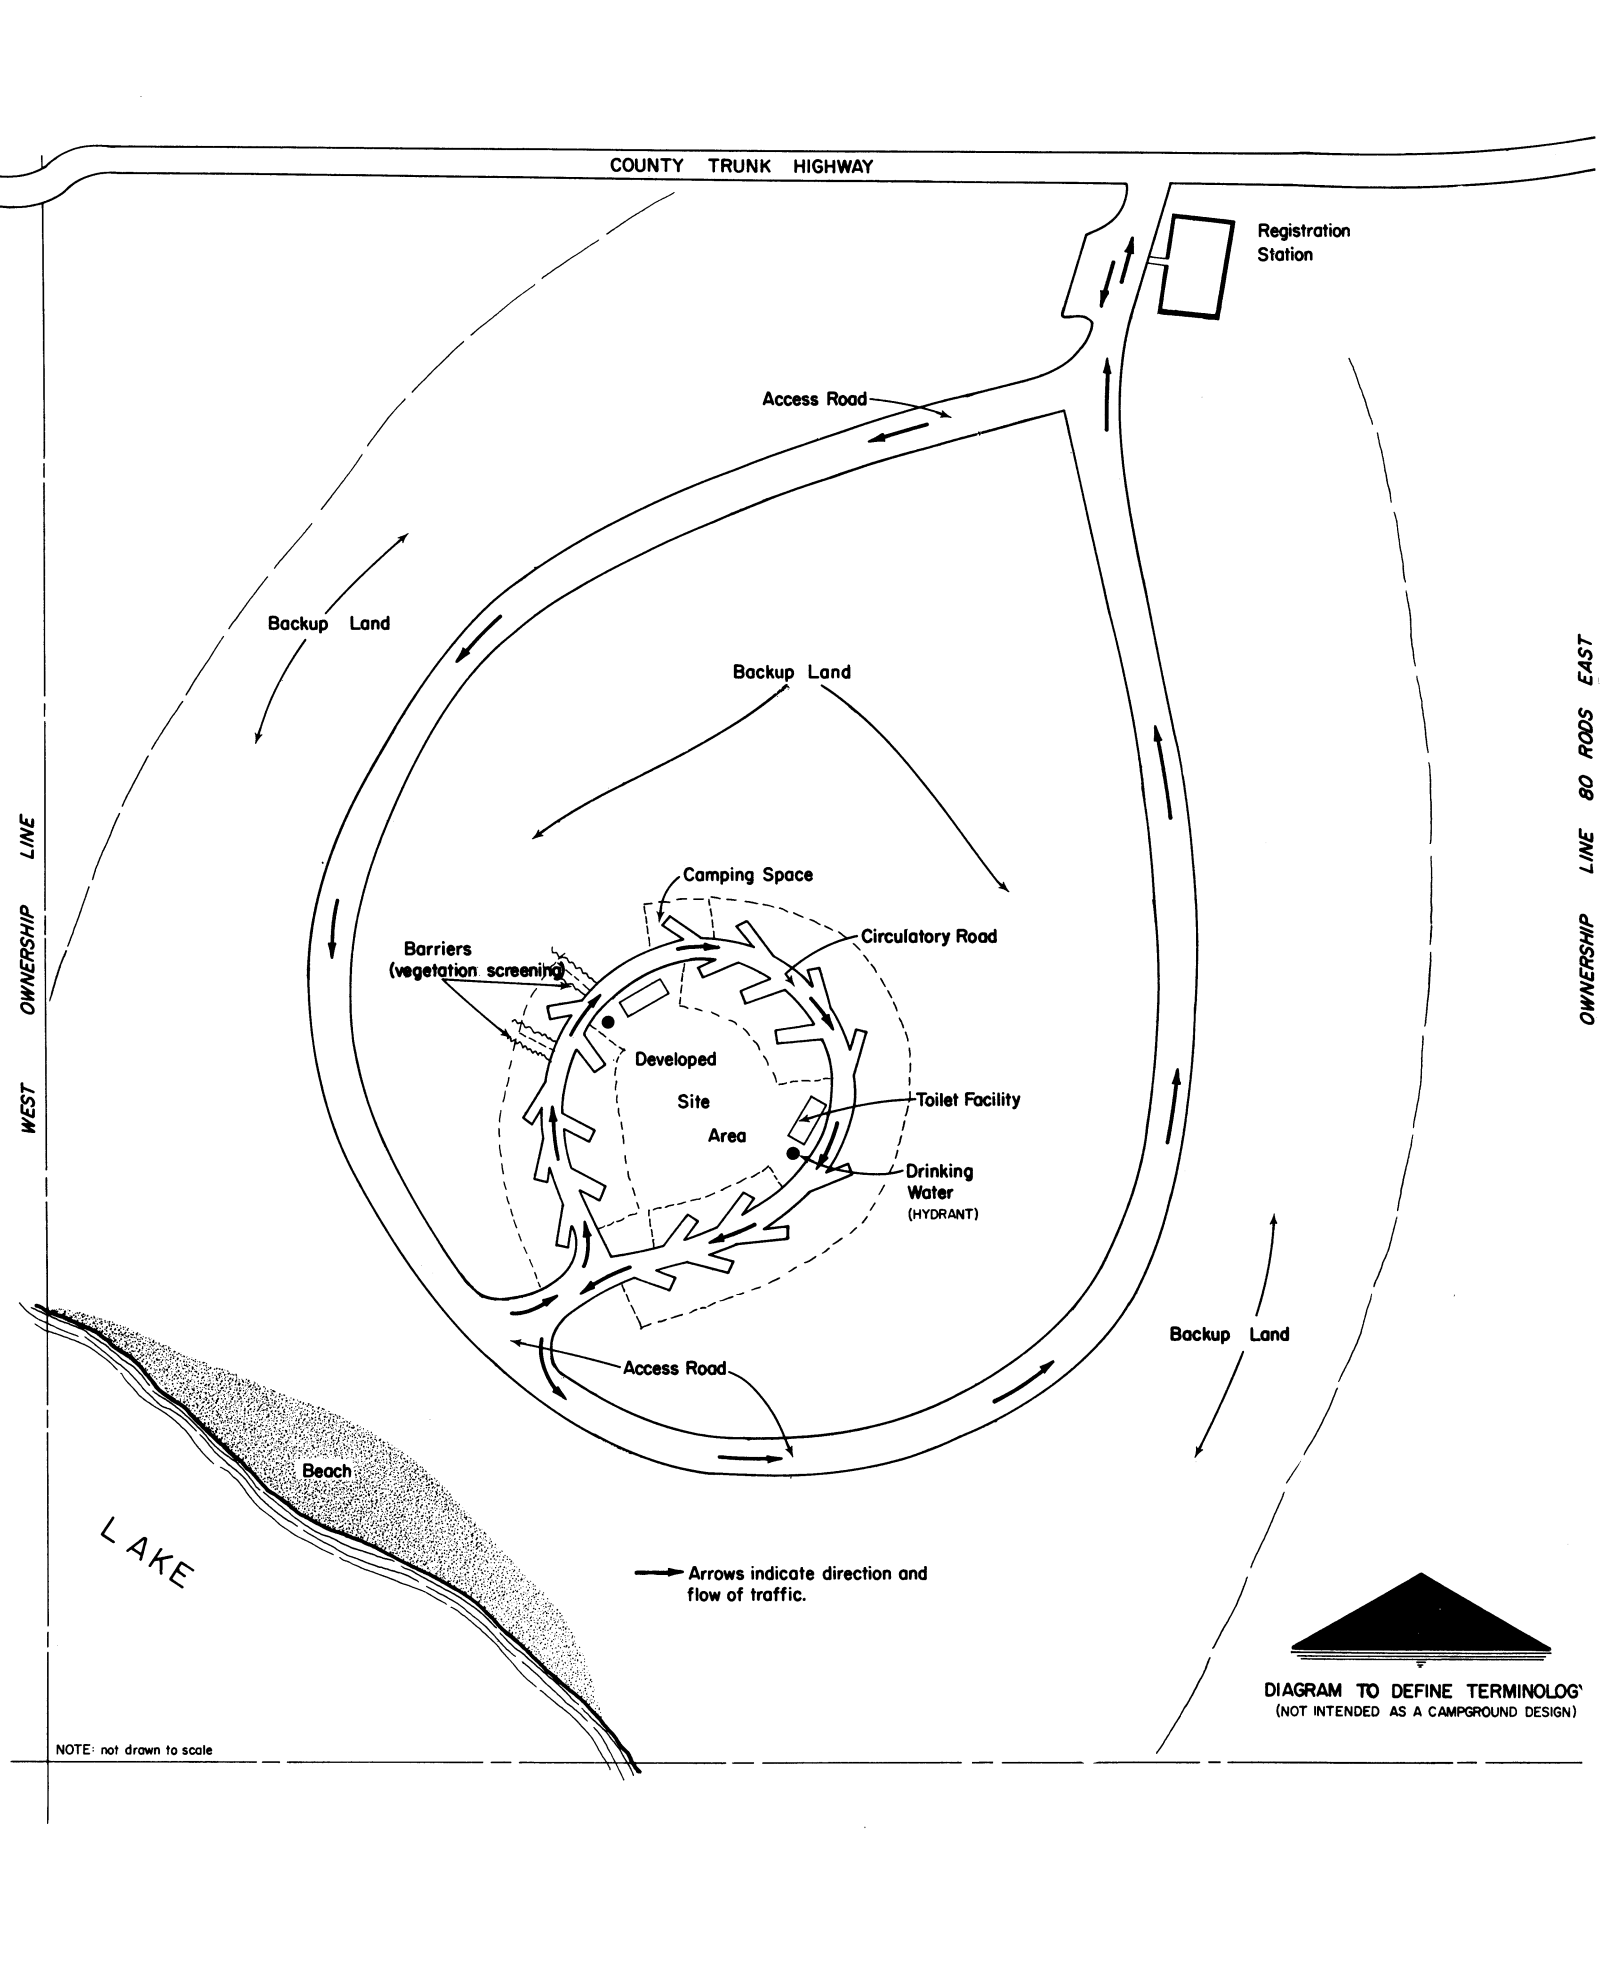 COUNTY TRUNK HIGHWAY
Registration
Station
Access Road
Backup Land
Backup Land
OWNERSHIP LINE 80 RODS EAST
WEST OWNERSHIP LINE
Camping Space
Circulatory Road
Barriers
(vegetation screening)
Developed
Site
Area
Toilet Facility
Drinking
Water
(HYDRANT)
Backup Land
Access Road
Beach
LAKE
Arrows indicate direction and
flow of traffic.
DIAGRAM TO DEFINE TERMINOLOG
(NOT INTENDED AS A CAMPGROUND DESIGN)
NOTE: not drawn to scale